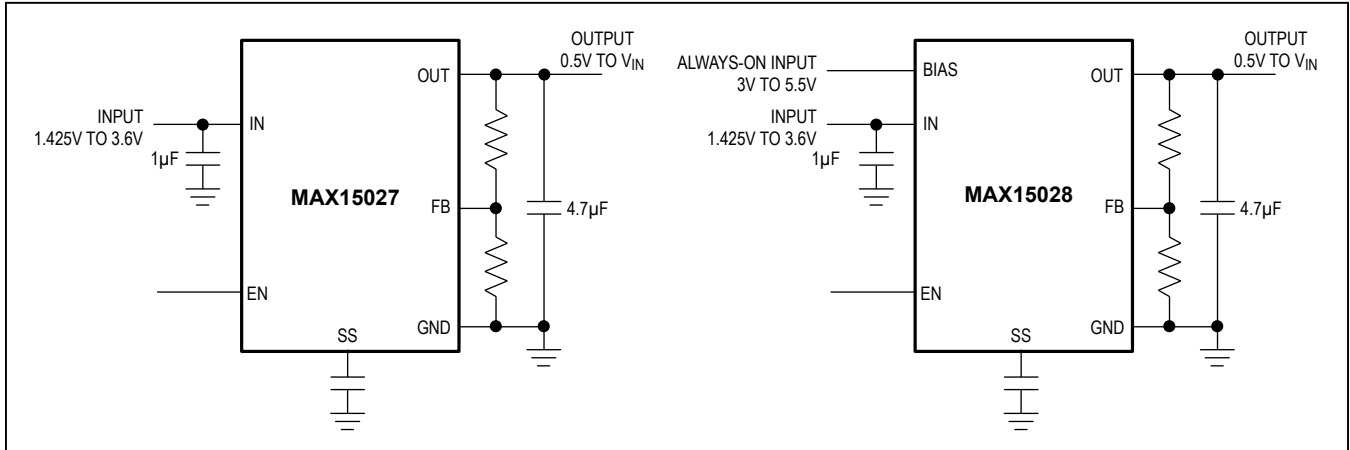 OUTPUT
0.5V TO VIN
OUT
INPUT
1.425V TO 3.6V
IN
1µF
MAX15027
FB
4.7µF
EN
GND
SS
OUTPUT
0.5V TO VIN
ALWAYS-ON INPUT
3V TO 5.5V
BIAS
OUT
INPUT
1.425V TO 3.6V
IN
1µF
MAX15028
FB
4.7µF
EN
GND
SS